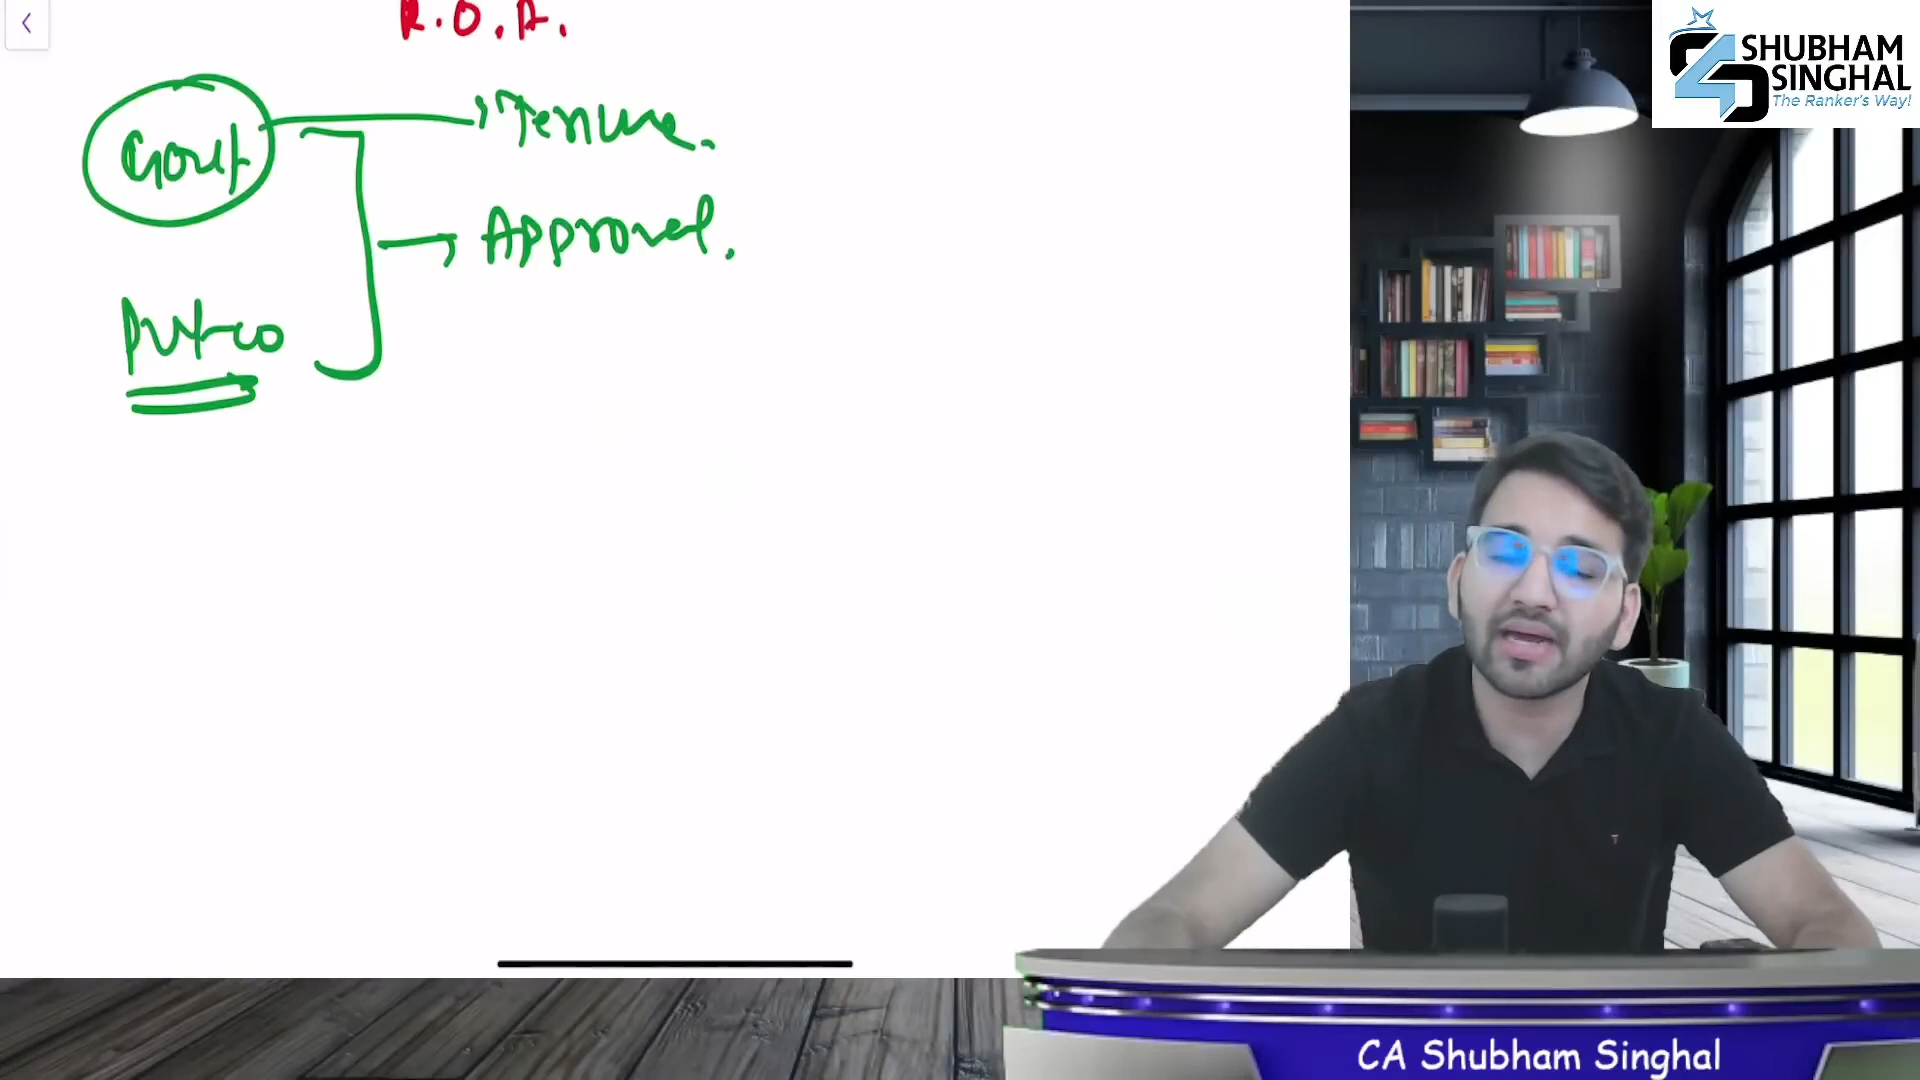 R.O.A.
Govt
Tenure.
Approval.
Pvt co
SHUBHAM
SINGHAL
The Ranker's Way!
CA Shubham Singhal